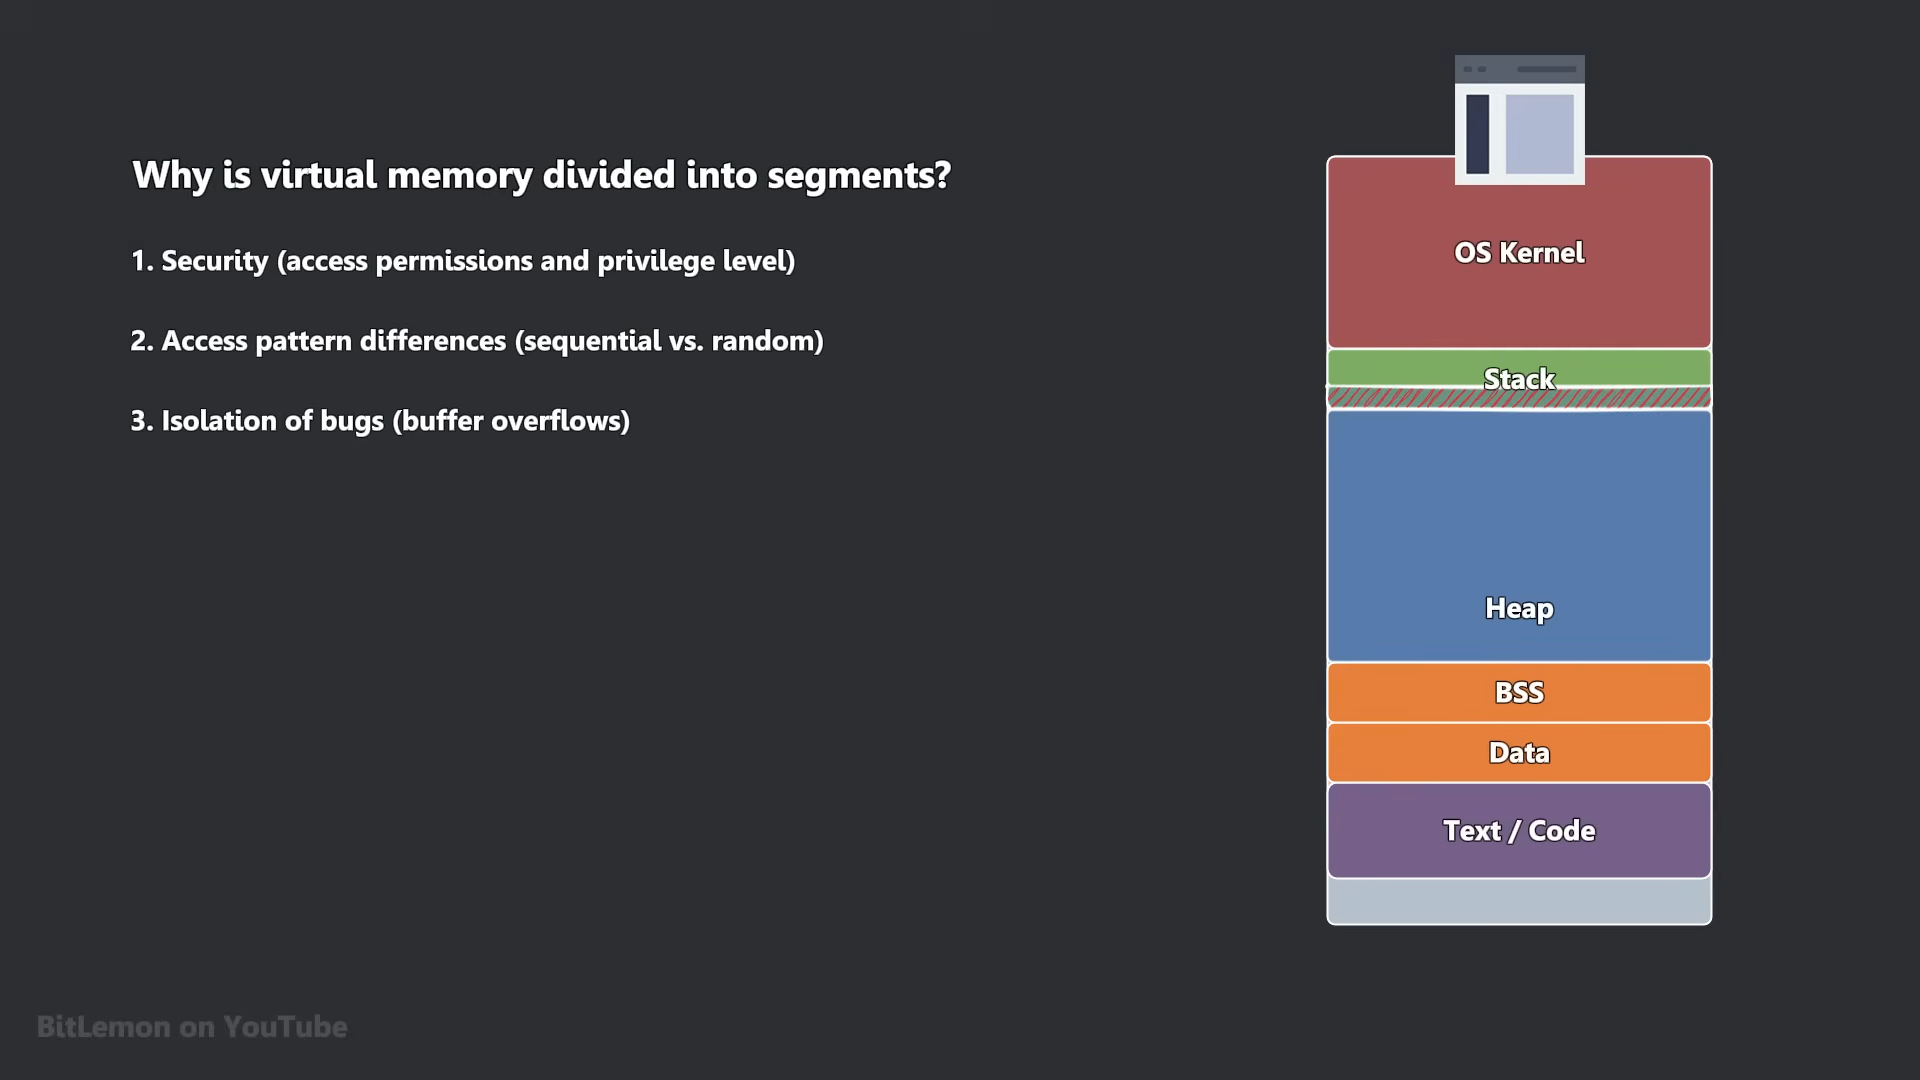 Why is virtual memory divided into segments?
1. Security (access permissions and privilege level)
2. Access pattern differences (sequential vs. random)
3. Isolation of bugs (buffer overflows)
OS Kernel
Stack
Heap
BSS
Data
Text / Code
BitLemon on YouTube